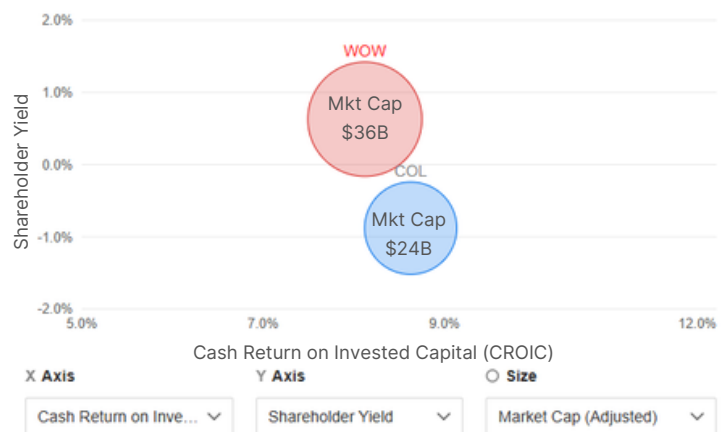 2.0%
WOW
1.0%
Mkt Cap
$36B
Shareholder Yield
0.0%
COL
Mkt Cap
$24B
-1.0%
-2.0%
5.0%
7.0%
9.0%
12.0%
Cash Return on Invested Capital (CROIC)
X Axis
Y Axis
Size
Cash Return on Inve...
Shareholder Yield
Market Cap (Adjusted)